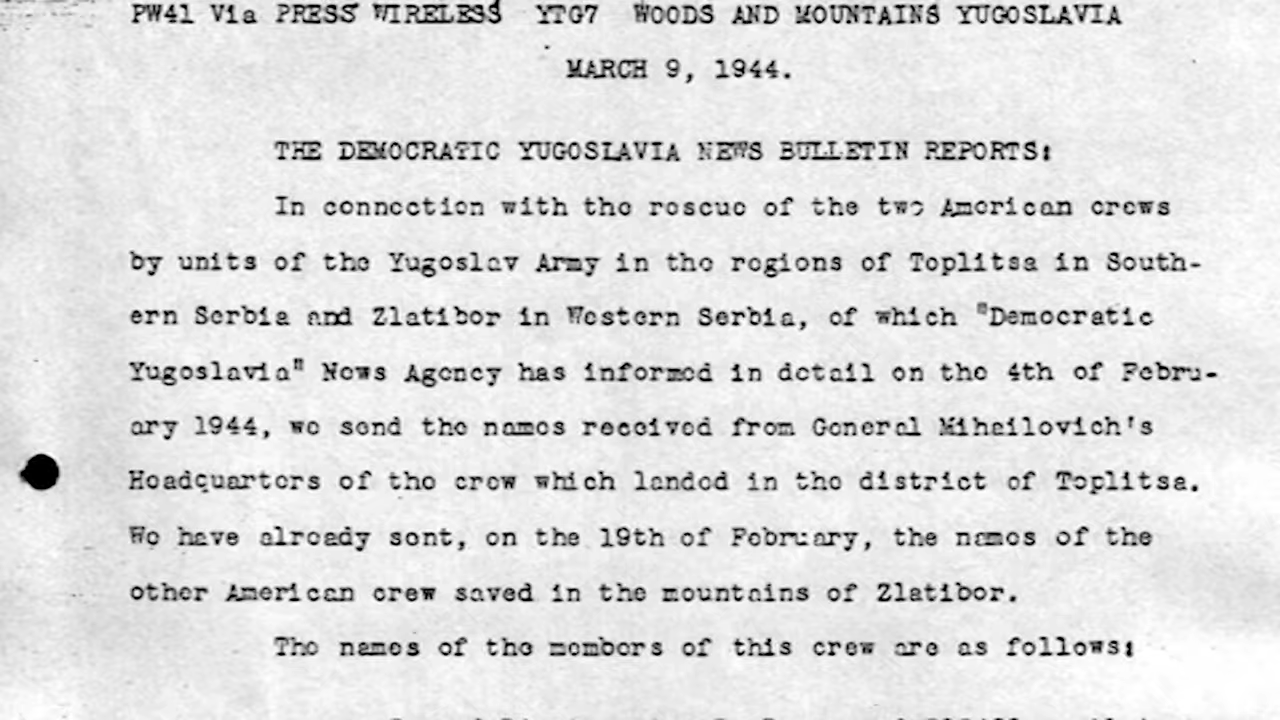 PW41 Via PRESS WIRELESS YTG7 WOODS AND MOUNTAINS YUGOSLAVIA
MARCH 9, 1944.
THE DEMOCRATIC YUGOSLAVIA NEWS BULLETIN REPORTS:
In connection with the rescue of the two American crews
by units of the Yugoslav Army in the regions of Toplitsa in South-
ern Serbia and Zlatibor in Western Serbia, of which "Democratic
Yugoslavia" News Agency has informed in detail on the 4th of Febru-
ary 1944, we send the names received from General Mihailovich's
Headquarters of the crew which landed in the district of Toplitsa.
We have already sent, on the 19th of February, the names of the
other American crew saved in the mountains of Zlatibor.
The names of the members of this crew are as follows: